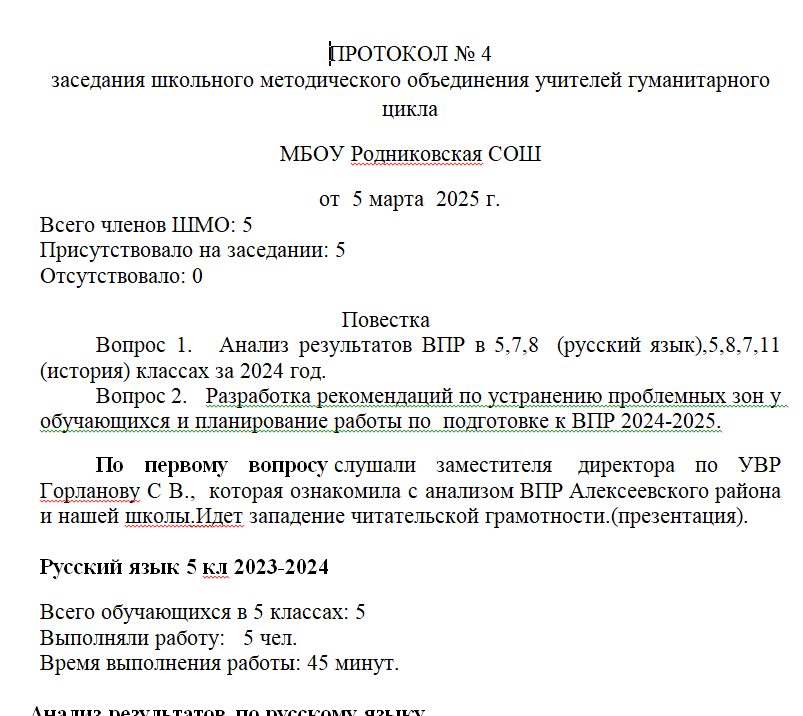 ПРОТОКОЛ № 4
заседания школьного методического объединения учителей гуманитарного
цикла
МБОУ Родниковская СОШ
от 5 марта 2025 г.
Всего членов ШМО: 5
Присутствовало на заседании: 5
Отсутствовало: 0
Повестка
Вопрос 1. Анализ результатов ВПР в 5,7,8 (русский язык),5,8,7,11
(история) классах за 2024 год.
Вопрос 2. Разработка рекомендаций по устранению проблемных зон у
обучающихся и планирование работы по подготовке к ВПР 2024-2025.
По первому вопросу слушали заместителя директора по УВР
Горланову С В., которая ознакомила с анализом ВПР Алексеевского района
и нашей школы.Идет западение читательской грамотности.(презентация).
Русский язык 5 кл 2023-2024
Всего обучающихся в 5 классах: 5
Выполняли работу: 5 чел.
Время выполнения работы: 45 минут.
Анализ результатов по русскому языку